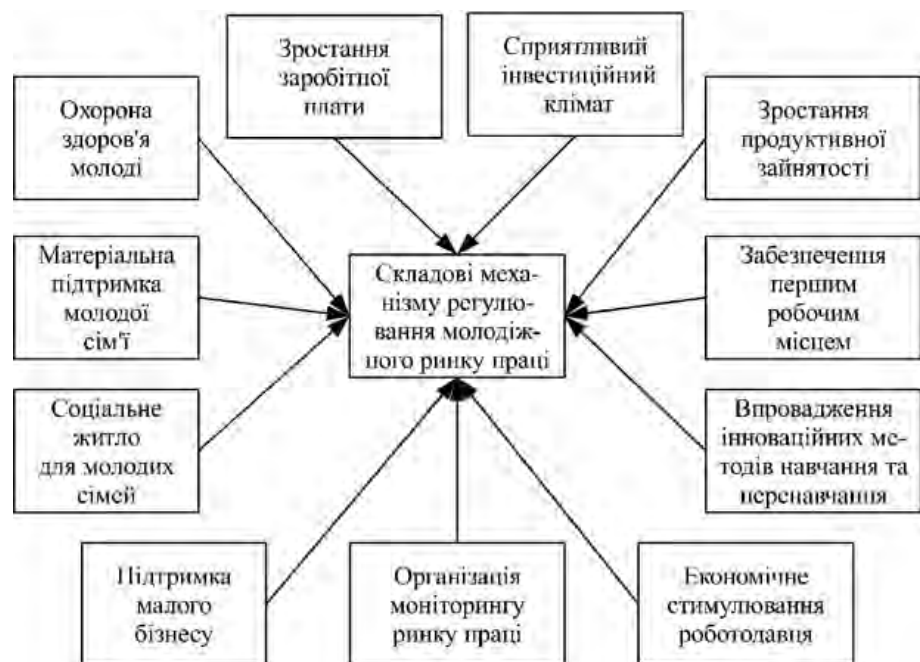 Зростання
заробітної
плати
Сприятливий
інвестиційний
клімат
Охорона
здоров'я
молоді
Зростання
продуктивної
зайнятості
Матеріальна
підтримка
молодої
сім'ї
Складові меха-
нізму регулю-
вання молодіж-
ного ринку праці
Забезпечення
першим
робочим
місцем
Соціальне
житло
для молодих
сімей
Впровадження
інноваційних ме-
тодів навчання та
перенавчання
Підтримка
малого
бізнесу
Організація
моніторингу
ринку праці
Економічне
стимулювання
роботодавця